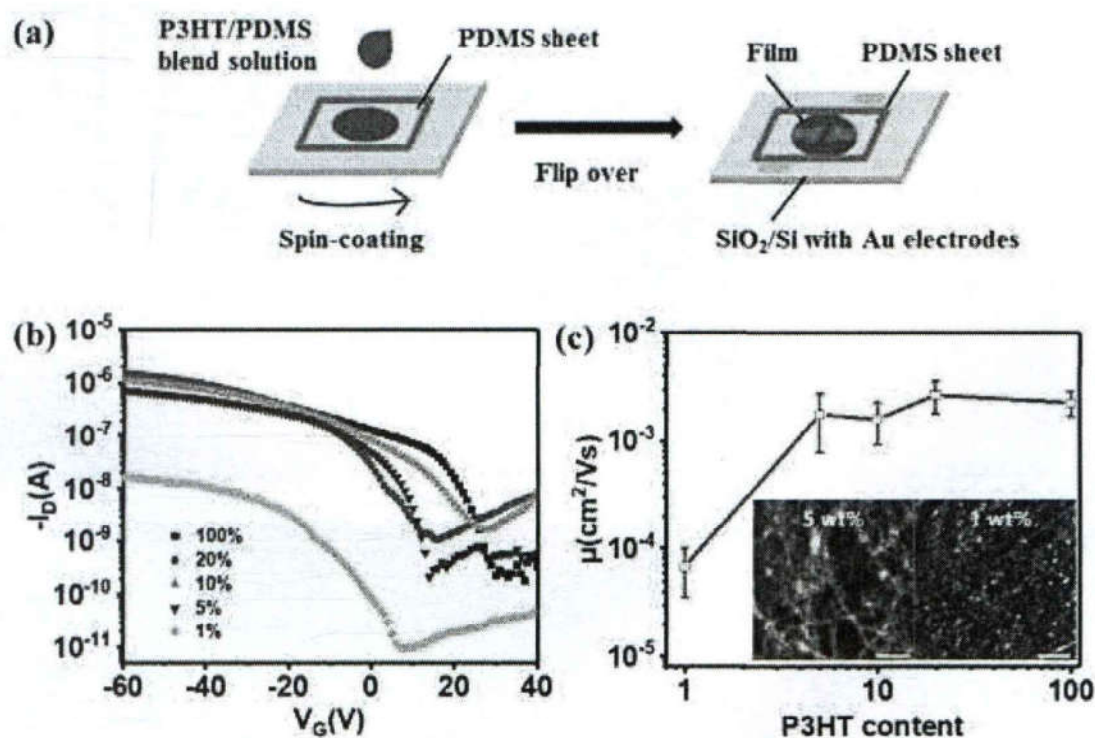 (a)
P3HT/PDMS
blend solution
PDMS sheet
Spin-coating
Flip over
Film
PDMS sheet
SiO₂/Si with Au electrodes
(b)
-I_D(A)
10⁻⁵
10⁻⁶
10⁻⁷
10⁻⁸
10⁻⁹
10⁻¹⁰
10⁻¹¹
100%
20%
10%
5%
1%
-60 -40 -20 0 20 40
V_G(V)
(c)
μ(cm²/Vs)
10⁻²
10⁻³
10⁻⁴
10⁻⁵
5 wt% 1 wt%
1 10 100
P3HT content